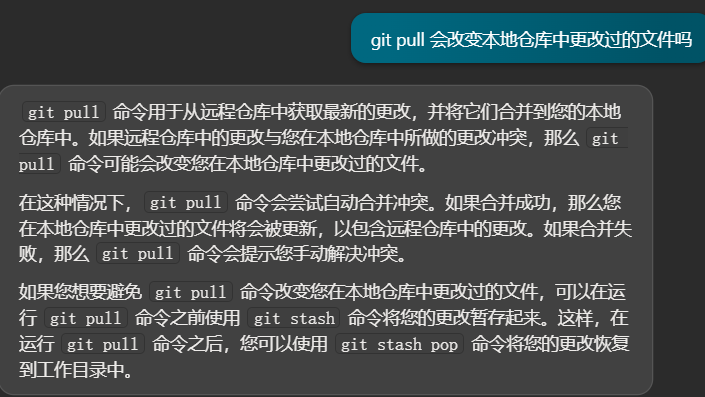 git pull 会改变本地仓库中更改过的文件吗
git pull 命令用于从远程仓库中获取最新的更改，并将它们合并到您的本地
仓库中。如果远程仓库中的更改与您在本地仓库中所做的更改冲突，那么 git
pull 命令可能会改变您在本地仓库中更改过的文件。
在这种情况下，git pull 命令会尝试自动合并冲突。如果合并成功，那么您
在本地仓库中更改过的文件将会被更新，以包含远程仓库中的更改。如果合并失
败，那么 git pull 命令会提示您手动解决冲突。
如果您想要避免 git pull 命令改变您在本地仓库中更改过的文件，可以在运
行 git pull 命令之前使用 git stash 命令将您的更改暂存起来。这样，在
运行 git pull 命令之后，您可以使用 git stash pop 命令将您的更改恢复
到工作目录中。